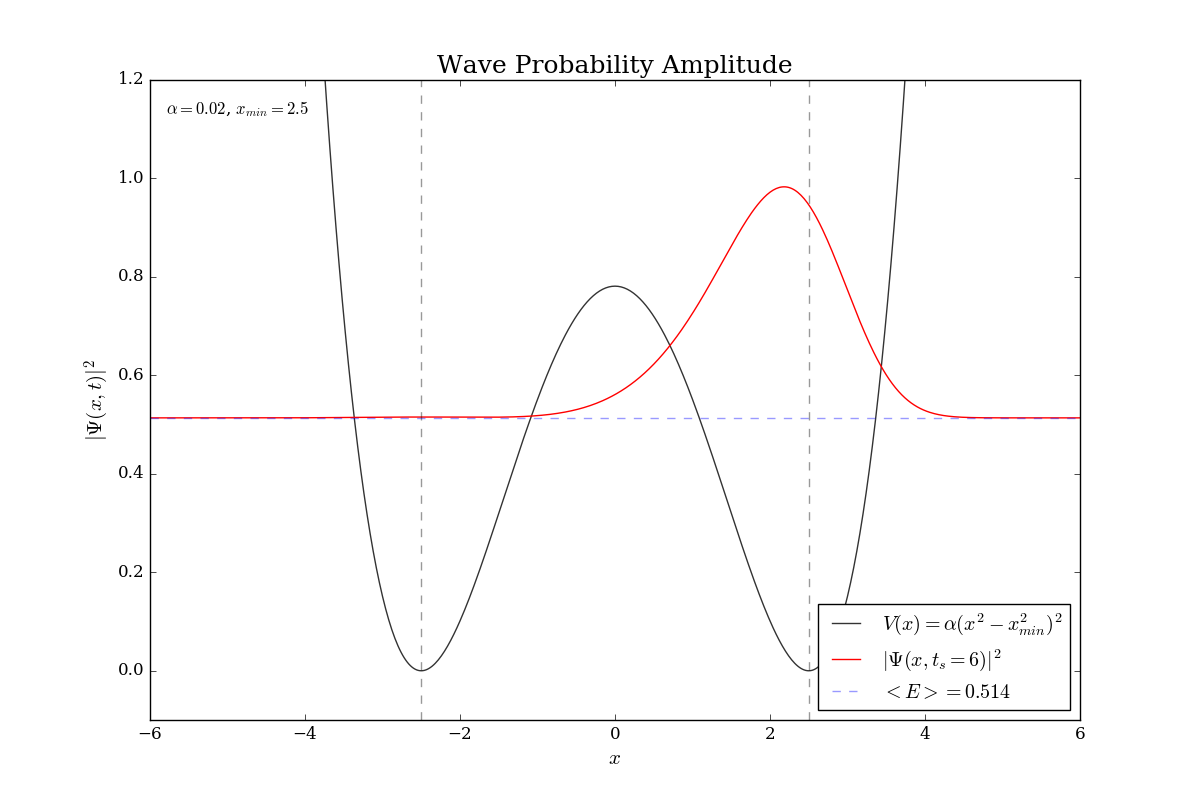 Wave Probability Amplitude
α = 0.02, x_min = 2.5
|Ψ(x, t)|²
1.2
1.0
0.8
0.6
0.4
0.2
0.0
−6
−4
−2
0
2
4
6
x
V(x) = α(x² − x²_min)²
|Ψ(x, t_s = 6)|²
< E > = 0.514